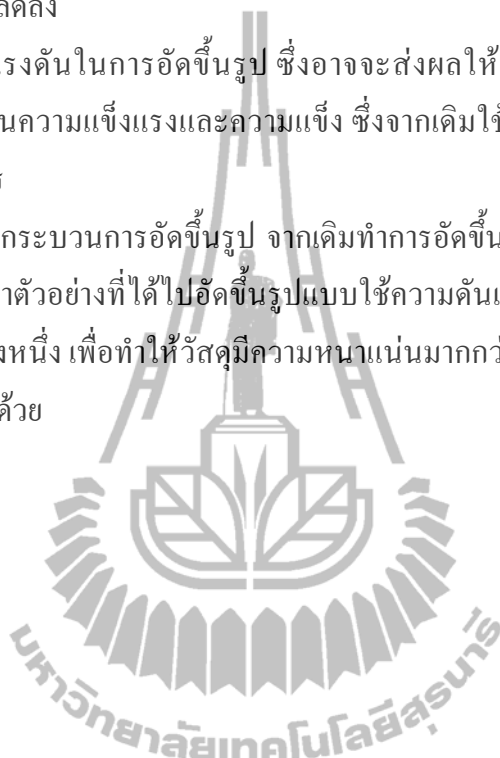 ลดลง
แรงดันในการอัดขึ้นรูป ซึ่งอาจจะส่งผลให้
นความแข็งแรงและความแข็ง ซึ่งจากเดิมใช้
กระบวนการอัดขึ้นรูป จากเดิมทำการอัดขึ้น
าตัวอย่างที่ได้ไปอัดขึ้นรูปแบบใช้ความดัน
งหนึ่ง เพื่อทำให้วัสดุมีความหนาแน่นมากกว่
ด้วย
มหาวิทยาลัยเทคโนโลยีสุรนารี